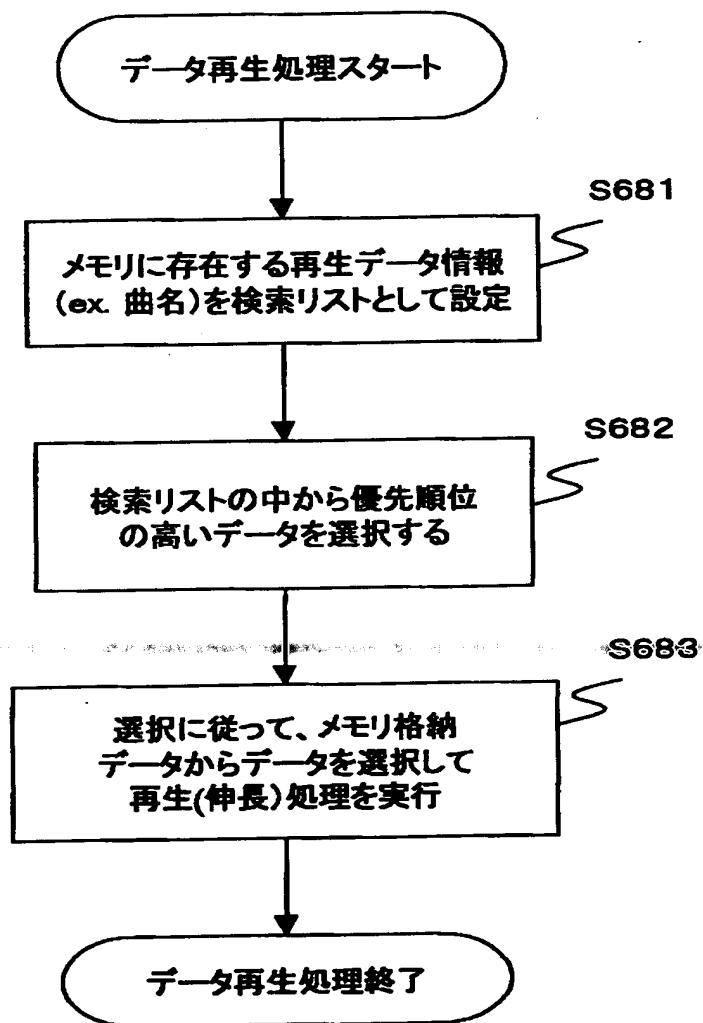 データ再生処理スタート
S681
メモリに存在する再生データ情報
(ex. 曲名)を検索リストとして設定
S682
検索リストの中から優先順位
の高いデータを選択する
S683
選択に従って、メモリ格納
データからデータを選択して
再生(伸長)処理を実行
データ再生処理終了